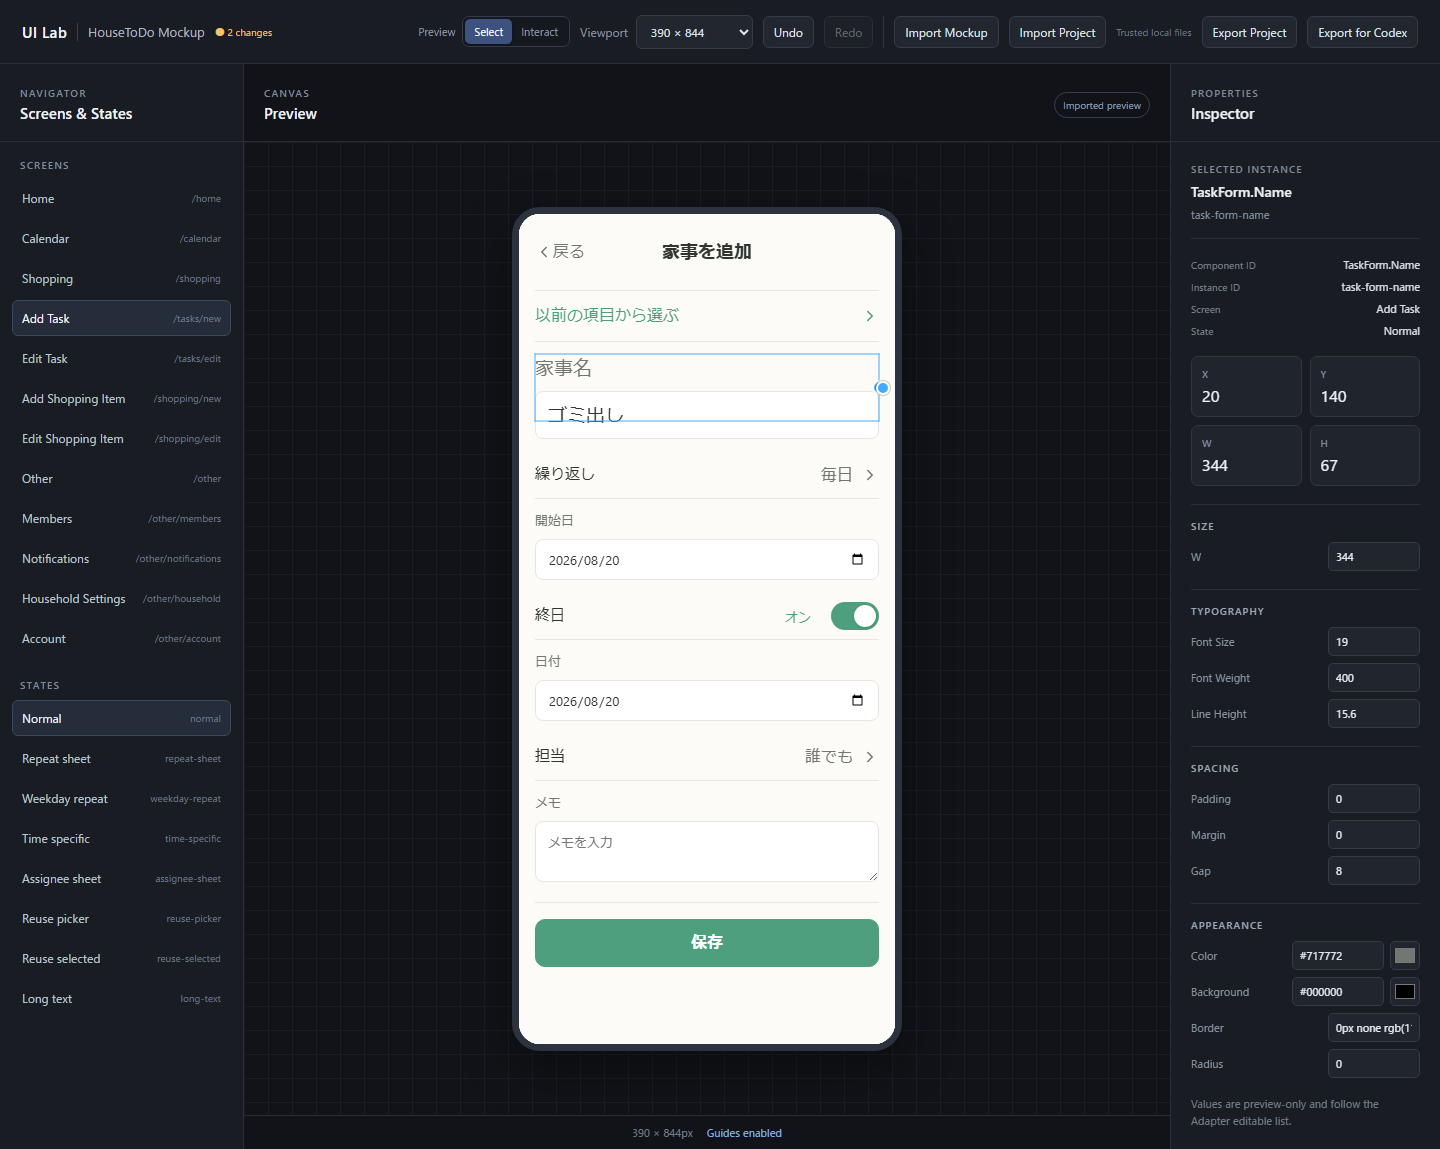 UI Lab
HouseToDo Mockup
2 changes
Preview
Select
Interact
Viewport
390 × 844
Undo
Redo
Import Mockup
Import Project
Trusted local files
Export Project
Export for Codex
NAVIGATOR
Screens & States
SCREENS
Home /home
Calendar /calendar
Shopping /shopping
Add Task /tasks/new
Edit Task /tasks/edit
Add Shopping Item /shopping/new
Edit Shopping Item /shopping/edit
Other /other
Members /other/members
Notifications /other/notifications
Household Settings /other/household
Account /other/account
STATES
Normal normal
Repeat sheet repeat-sheet
Weekday repeat weekday-repeat
Time specific time-specific
Assignee sheet assignee-sheet
Reuse picker reuse-picker
Reuse selected reuse-selected
Long text long-text
CANVAS
Preview
Imported preview
戻る
家事を追加
以前の項目から選ぶ
家事名
ゴミ出し
繰り返し 毎日
開始日
2026/08/20
終日 オン
日付
2026/08/20
担当 誰でも
メモ
メモを入力
保存
390 × 844px Guides enabled
PROPERTIES
Inspector
SELECTED INSTANCE
TaskForm.Name
task-form-name
Component ID TaskForm.Name
Instance ID task-form-name
Screen Add Task
State Normal
X
20
Y
140
W
344
H
67
SIZE
W 344
TYPOGRAPHY
Font Size 19
Font Weight 400
Line Height 15.6
SPACING
Padding 0
Margin 0
Gap 8
APPEARANCE
Color #717772
Background #000000
Border 0px none rgb(1
Radius 0
Values are preview-only and follow the
Adapter editable list.